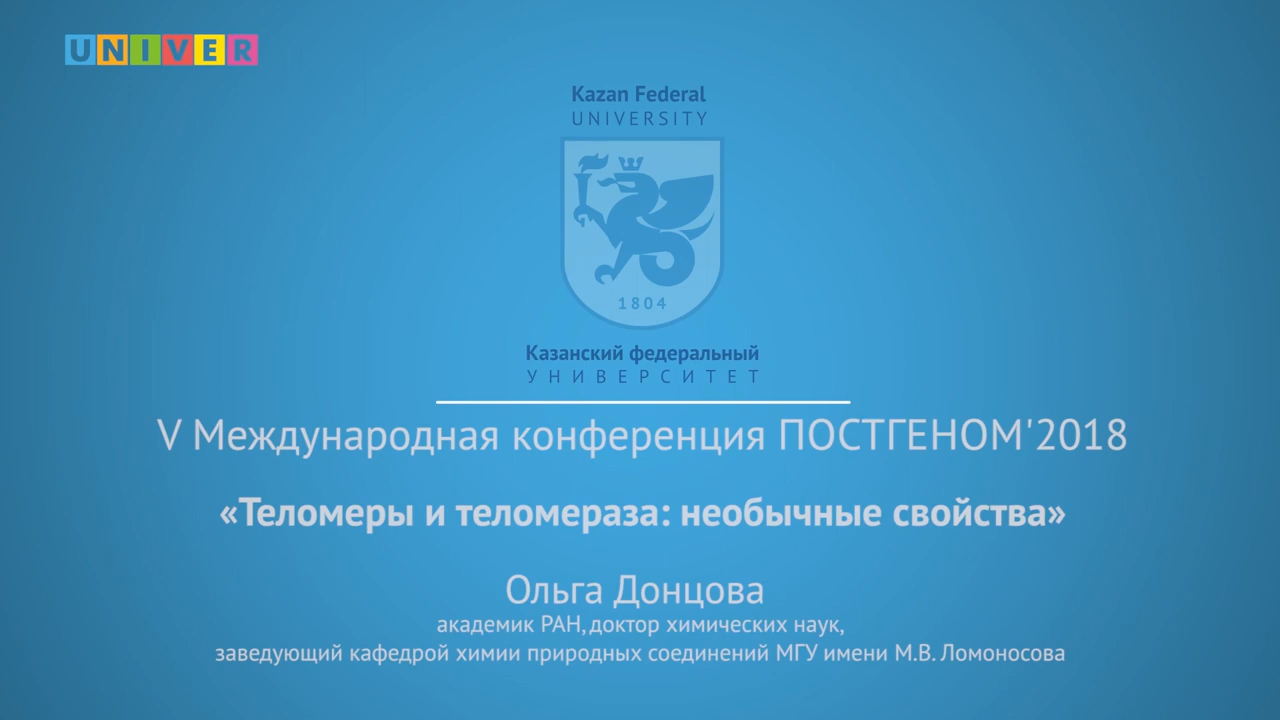 UNIVER
Kazan Federal
UNIVERSITY
1804
Казанский федеральный
УНИВЕРСИТЕТ
V Международная конференция ПОСТГЕНОМ'2018
«Теломеры и теломераза: необычные свойства»
Ольга Донцова
академик РАН, доктор химических наук,
заведующий кафедрой химии природных соединений МГУ имени М.В. Ломоносова